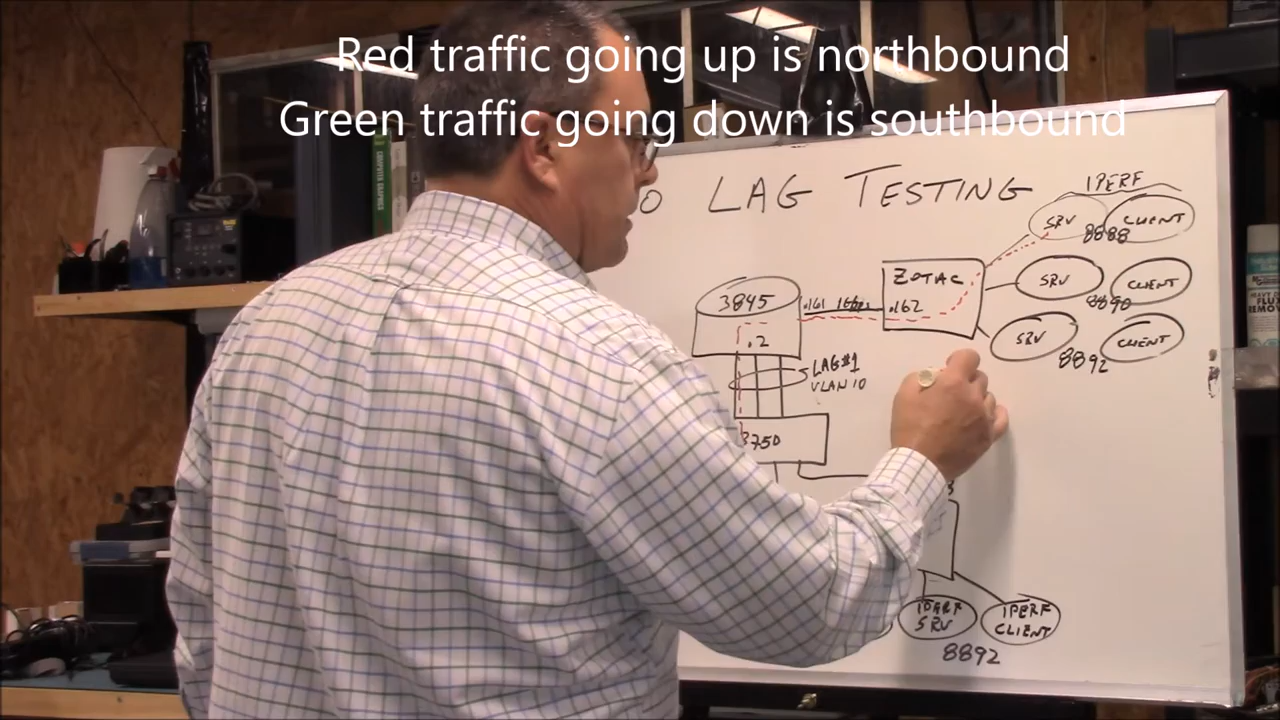 Red traffic going up is northbound
Green traffic going down is southbound
COMPUTER GRAPHICS
O LAG TESTING
IPERF
SRV CLIENT
8888
3845
.161
ZOTAC
.162
SRV CLIENT
8890
.2
SRV CLIENT
8892
LAG#1
VLAN 10
3750
IPERF
SRV
IPERF
CLIENT
8892